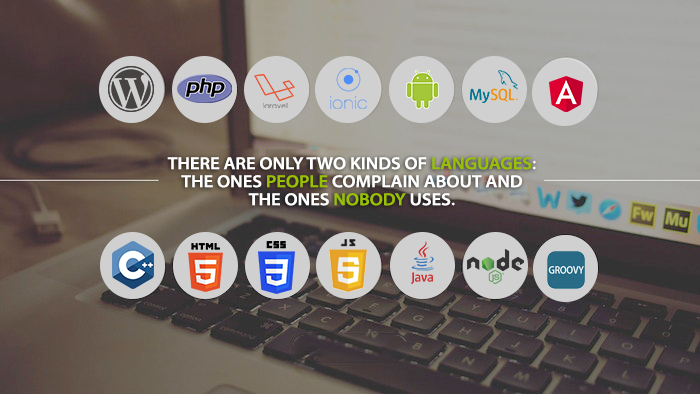 W
php
laravel
ionic
MySQL
A
THERE ARE ONLY TWO KINDS OF LANGUAGES:
THE ONES PEOPLE COMPLAIN ABOUT AND
THE ONES NOBODY USES.
W
Fw
Mu
C++
HTML
5
CSS
3
JS
5
Java
node
JS
GROOVY